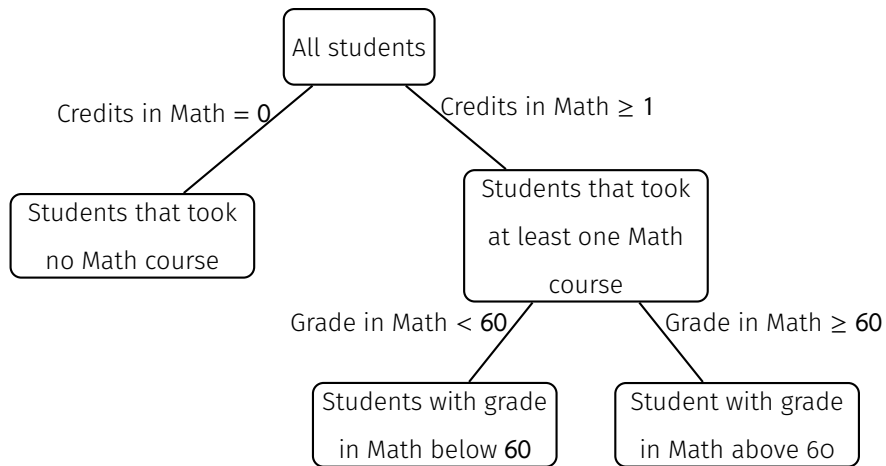 All students
Credits in Math = 0
Credits in Math ≥ 1
Students that took
no Math course
Students that took
at least one Math
course
Grade in Math < 60
Grade in Math ≥ 60
Students with grade
in Math below 60
Student with grade
in Math above 60